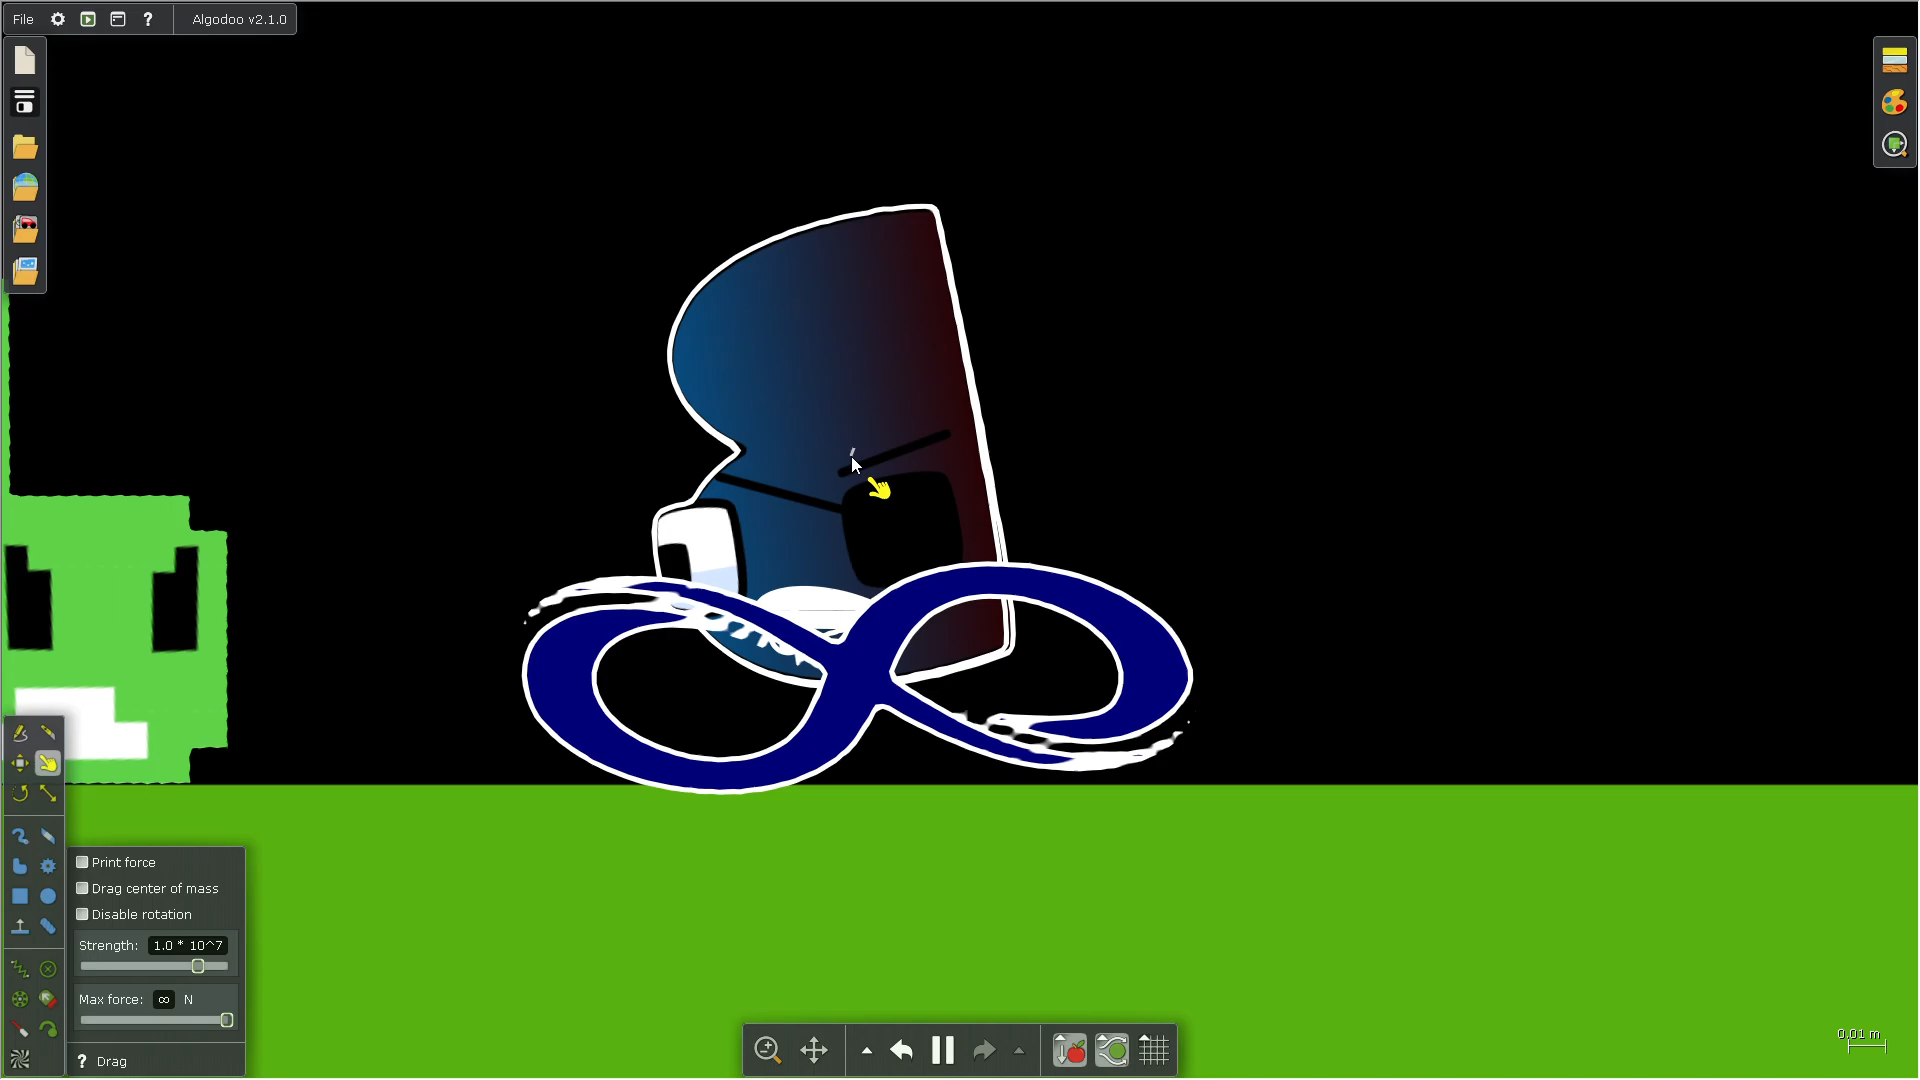 File
?
Algodoo v2.1.0
Print force
Drag center of mass
Disable rotation
Strength: 1.0 * 10^7
Max force: ∞ N
? Drag
0.01 m